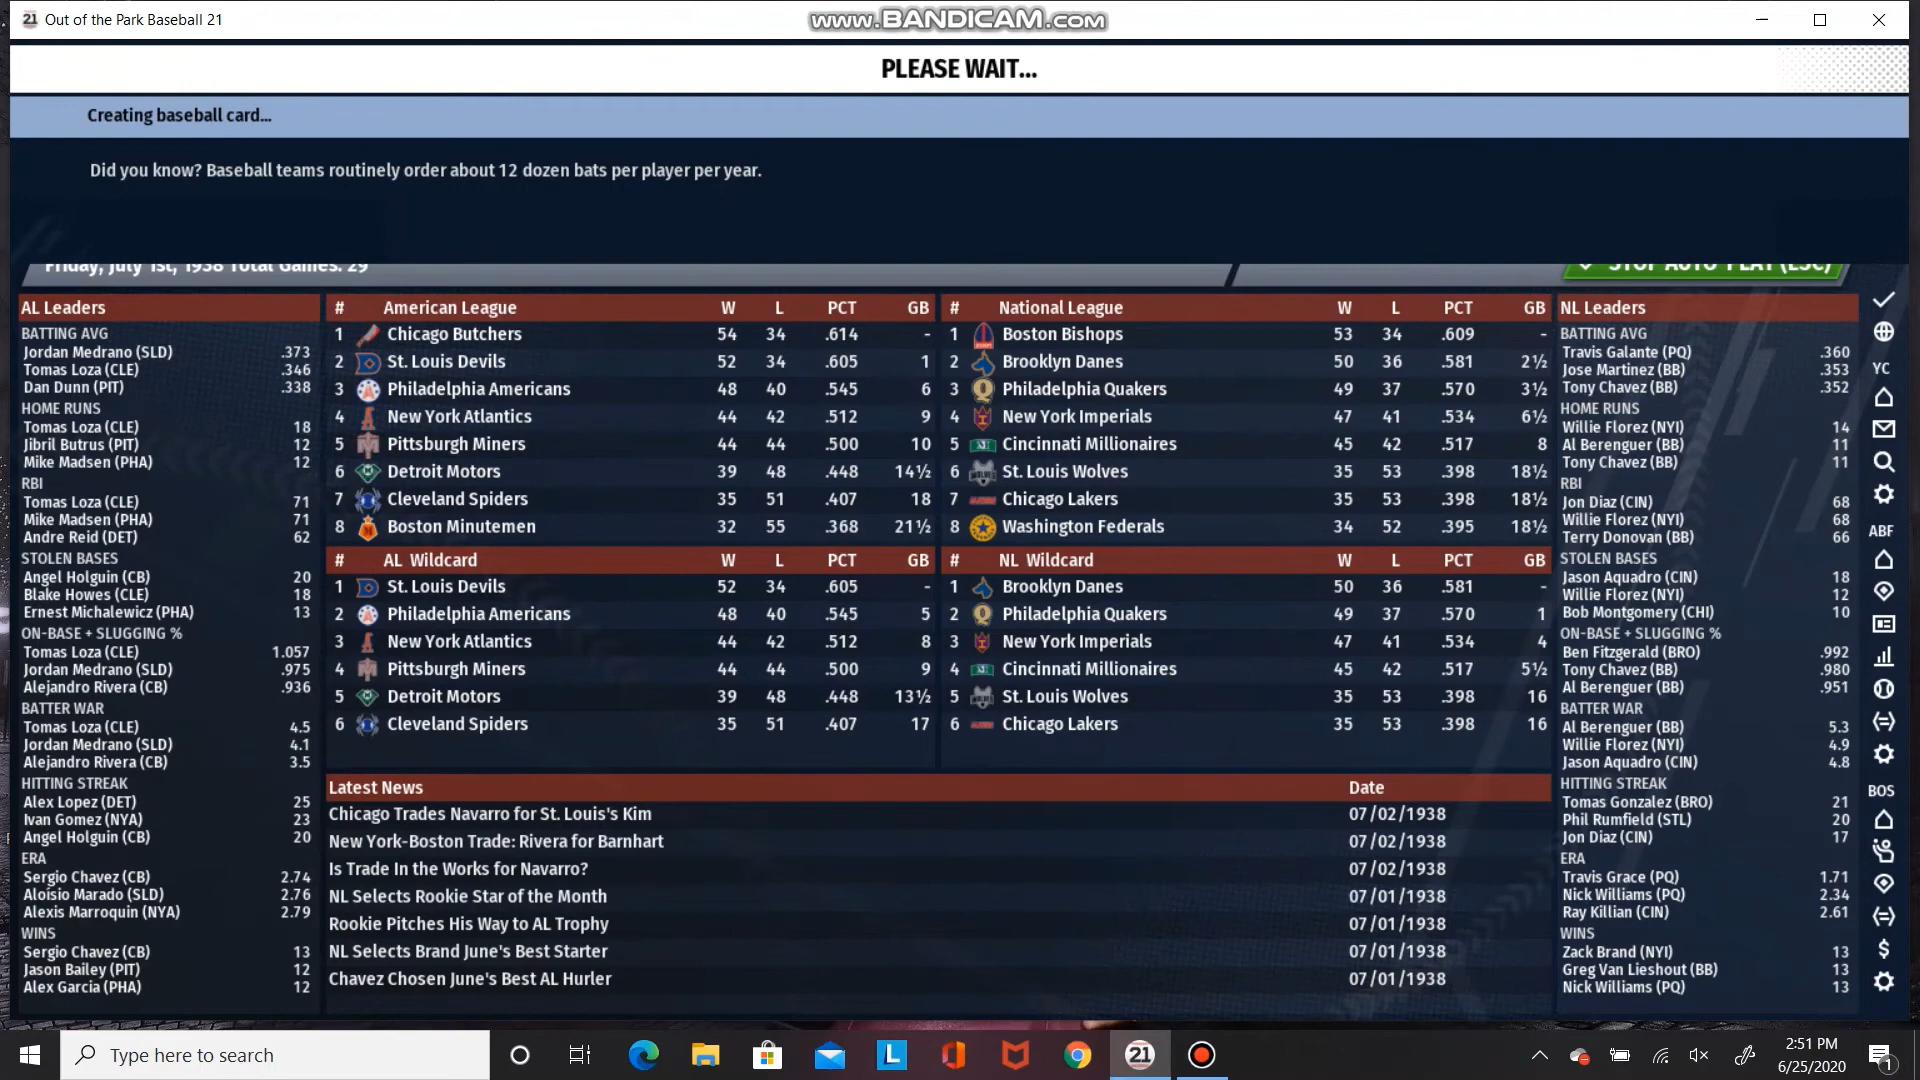 Out of the Park Baseball 21
www.BANDICAM.com
PLEASE WAIT...
Creating baseball card...
Did you know? Baseball teams routinely order about 12 dozen bats per player per year.
Friday, July 1st, 1938 Total Games: 29
STOP AUTO-PLAY (ESC)
AL Leaders
BATTING AVG
Jordan Medrano (SLD) .373
Tomas Loza (CLE) .346
Dan Dunn (PIT) .338
HOME RUNS
Tomas Loza (CLE) 18
Jibril Butrus (PIT) 12
Mike Madsen (PHA) 12
RBI
Tomas Loza (CLE) 71
Mike Madsen (PHA) 71
Andre Reid (DET) 62
STOLEN BASES
Angel Holguin (CB) 20
Blake Howes (CLE) 18
Ernest Michalewicz (PHA) 13
ON-BASE + SLUGGING %
Tomas Loza (CLE) 1.057
Jordan Medrano (SLD) .975
Alejandro Rivera (CB) .936
BATTER WAR
Tomas Loza (CLE) 4.5
Jordan Medrano (SLD) 4.1
Alejandro Rivera (CB) 3.5
HITTING STREAK
Alex Lopez (DET) 25
Ivan Gomez (NYA) 23
Angel Holguin (CB) 20
ERA
Sergio Chavez (CB) 2.74
Aloisio Marado (SLD) 2.76
Alexis Marroquin (NYA) 2.79
WINS
Sergio Chavez (CB) 13
Jason Bailey (PIT) 12
Alex Garcia (PHA) 12
# American League W L PCT GB
1 Chicago Butchers 54 34 .614 -
2 St. Louis Devils 52 34 .605 1
3 Philadelphia Americans 48 40 .545 6
4 New York Atlantics 44 42 .512 9
5 Pittsburgh Miners 44 44 .500 10
6 Detroit Motors 39 48 .448 14½
7 Cleveland Spiders 35 51 .407 18
8 Boston Minutemen 32 55 .368 21½
# AL Wildcard W L PCT GB
1 St. Louis Devils 52 34 .605 -
2 Philadelphia Americans 48 40 .545 5
3 New York Atlantics 44 42 .512 8
4 Pittsburgh Miners 44 44 .500 9
5 Detroit Motors 39 48 .448 13½
6 Cleveland Spiders 35 51 .407 17
# National League W L PCT GB
1 Boston Bishops 53 34 .609 -
2 Brooklyn Danes 50 36 .581 2½
3 Philadelphia Quakers 49 37 .570 3½
4 New York Imperials 47 41 .534 6½
5 Cincinnati Millionaires 45 42 .517 8
6 St. Louis Wolves 35 53 .398 18½
7 Chicago Lakers 35 53 .398 18½
8 Washington Federals 34 52 .395 18½
# NL Wildcard W L PCT GB
1 Brooklyn Danes 50 36 .581 -
2 Philadelphia Quakers 49 37 .570 1
3 New York Imperials 47 41 .534 4
4 Cincinnati Millionaires 45 42 .517 5½
5 St. Louis Wolves 35 53 .398 16
6 Chicago Lakers 35 53 .398 16
Latest News Date
Chicago Trades Navarro for St. Louis's Kim 07/02/1938
New York-Boston Trade: Rivera for Barnhart 07/02/1938
Is Trade In the Works for Navarro? 07/02/1938
NL Selects Rookie Star of the Month 07/01/1938
Rookie Pitches His Way to AL Trophy 07/01/1938
NL Selects Brand June's Best Starter 07/01/1938
Chavez Chosen June's Best AL Hurler 07/01/1938
NL Leaders
BATTING AVG
Travis Galante (PQ) .360
Jose Martinez (BB) .353
Tony Chavez (BB) .352
HOME RUNS
Willie Florez (NYI) 14
Al Berenguer (BB) 11
Tony Chavez (BB) 11
RBI
Jon Diaz (CIN) 68
Willie Florez (NYI) 68
Terry Donovan (BB) 66
STOLEN BASES
Jason Aquadro (CIN) 18
Willie Florez (NYI) 12
Bob Montgomery (CHI) 10
ON-BASE + SLUGGING %
Ben Fitzgerald (BRO) .992
Tony Chavez (BB) .980
Al Berenguer (BB) .951
BATTER WAR
Al Berenguer (BB) 5.3
Willie Florez (NYI) 4.9
Jason Aquadro (CIN) 4.8
HITTING STREAK
Tomas Gonzalez (BRO) 21
Phil Rumfield (STL) 20
Jon Diaz (CIN) 17
ERA
Travis Grace (PQ) 1.71
Nick Williams (PQ) 2.34
Ray Killian (CIN) 2.61
WINS
Zack Brand (NYI) 13
Greg Van Lieshout (BB) 13
Nick Williams (PQ) 13
YC
ABF
BOS
Type here to search
L
21
2:51 PM
6/25/2020
1